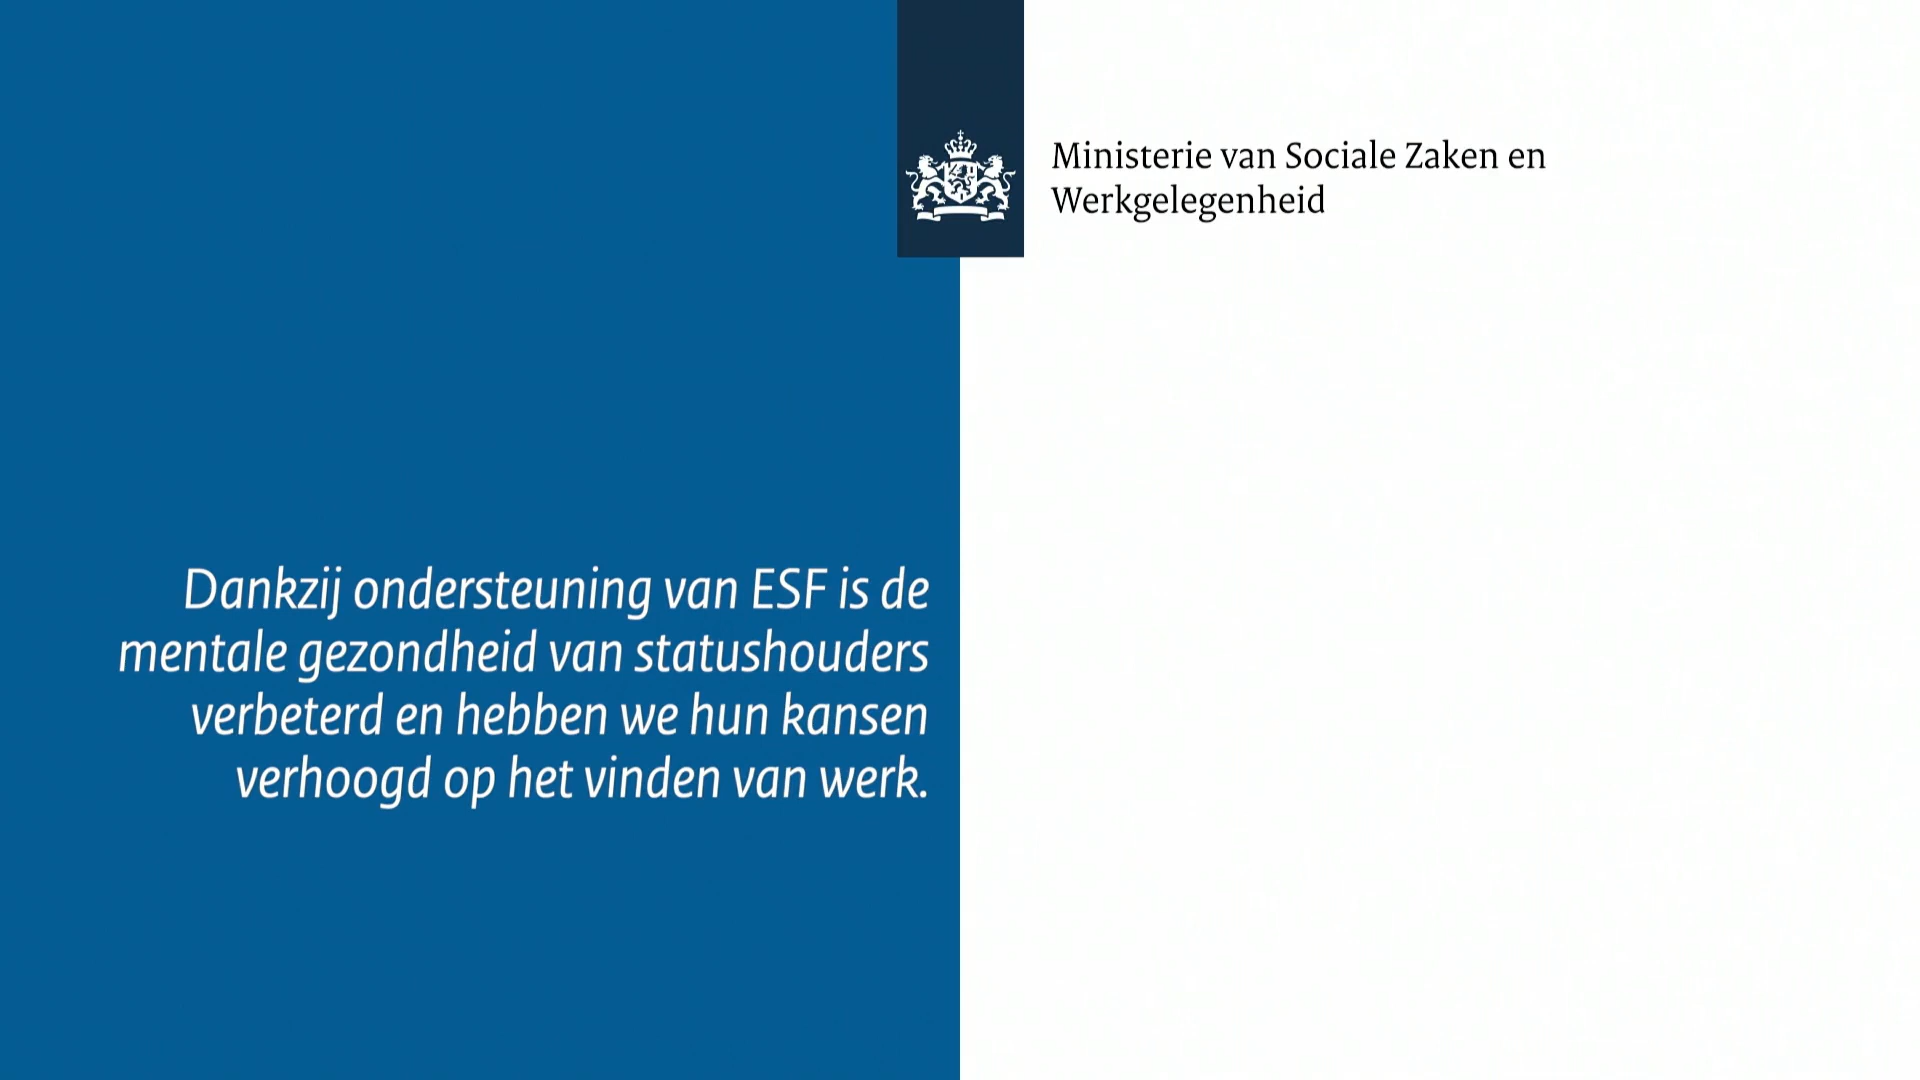 Ministerie van Sociale Zaken en
Werkgelegenheid
Dankzij ondersteuning van ESF is de
mentale gezondheid van statushouders
verbeterd en hebben we hun kansen
verhoogd op het vinden van werk.